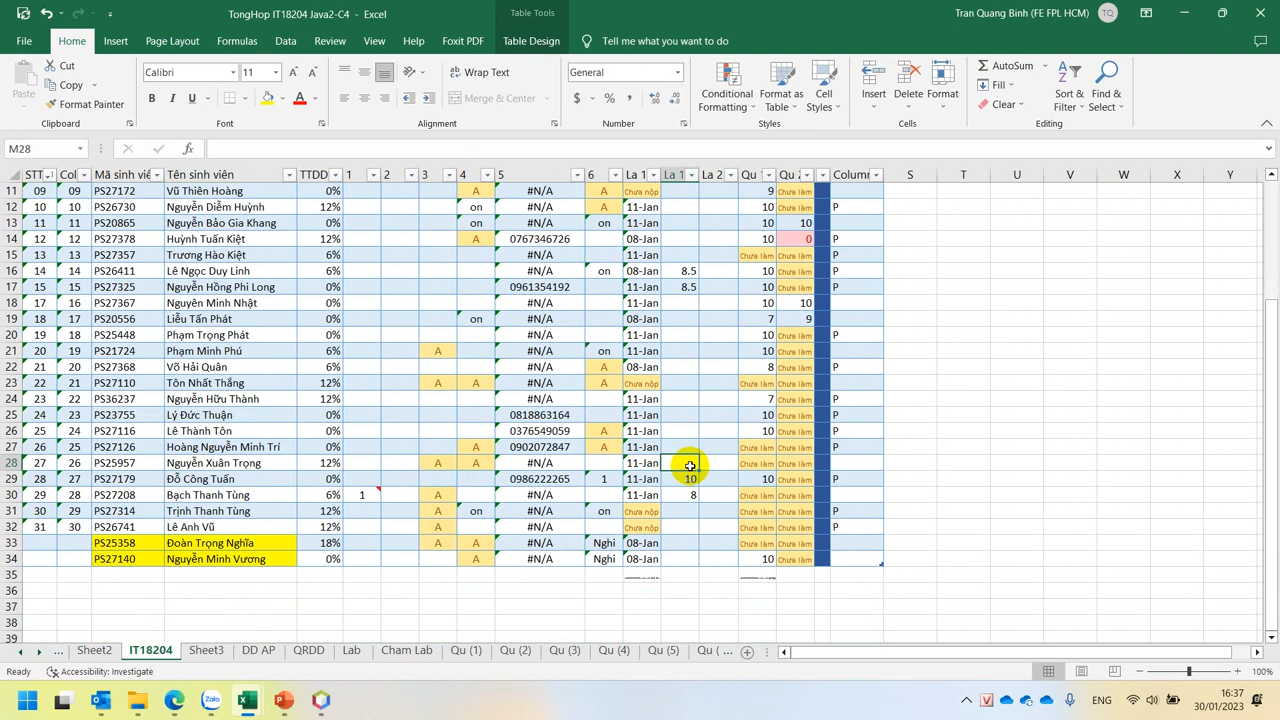 TongHop IT18204 Java2-C4 - Excel
Table Tools
Tran Quang Binh (FE FPL HCM)
TQ
File Home Insert Page Layout Formulas Data Review View Help Foxit PDF Table Design Tell me what you want to do
Cut
Copy
Format Painter
Paste
Clipboard
Calibri 11
B I U
Font
Wrap Text
Merge & Center
Alignment
General
$ % ,
Number
Conditional Formatting
Format as Table
Cell Styles
Styles
Insert Delete Format
Cells
AutoSum
Fill
Clear
Sort & Filter
Find & Select
Editing
M28
fx
STT Col Mã sinh viê Tên sinh viên TTDD 1 2 3 4 5 6 La 1 La 1 La 2 Qu Qu Column S T U V W X Y
11 09 09 PS27172 Vũ Thiên Hoàng 0% A #N/A A Chưa nộp 9 Chưa làm
12 10 10 PS26730 Nguyễn Diễm Huỳnh 12% on #N/A A 11-Jan 10 Chưa làm P
13 11 11 PS20865 Nguyễn Bảo Gia Khang 0% on #N/A on 11-Jan 10 10
14 12 12 PS27378 Huỳnh Tuấn Kiệt 12% A 0767346726 08-Jan 10 0 P
15 13 13 PS27357 Trương Hào Kiệt 0% #N/A 08-Jan Chưa làm Chưa làm P
16 14 14 PS26411 Lê Ngọc Duy Linh 6% #N/A on 08-Jan 8.5 10 Chưa làm P
17 15 15 PS27325 Nguyễn Hồng Phi Long 0% 0961354192 11-Jan 8.5 10 Chưa làm P
18 17 16 PS27367 Nguyên Minh Nhật 0% #N/A 11-Jan 10 10
19 18 17 PS20556 Liễu Tấn Phát 0% on #N/A 08-Jan 7 9
20 19 18 PS25448 Phạm Trọng Phát 0% #N/A 11-Jan 10 Chưa làm P
21 20 19 PS21724 Phạm Minh Phú 6% A #N/A on 11-Jan 10 Chưa làm
22 21 20 PS27368 Võ Hải Quân 6% #N/A A 11-Jan 8 Chưa làm P
23 22 21 PS27110 Tôn Nhất Thắng 12% A A #N/A A Chưa nộp Chưa làm Chưa làm
24 23 22 PS36237 Nguyễn Hữu Thành 12% #N/A 11-Jan 7 Chưa làm P
25 24 23 PS23755 Lý Đức Thuận 0% 0818863164 11-Jan 10 Chưa làm P
26 25 24 PS27116 Lê Thành Tôn 0% 0376549059 A 11-Jan 10 Chưa làm P
27 26 25 PS27126 Hoàng Nguyễn Minh Trí 0% A 0902072847 A 11-Jan Chưa làm Chưa làm P
28 27 26 PS25957 Nguyễn Xuân Trọng 12% A A #N/A 11-Jan Chưa làm Chưa làm
29 28 27 PS27179 Đỗ Công Tuấn 0% 0986222265 1 11-Jan 10 10 Chưa làm P
30 29 28 PS27208 Bạch Thanh Tùng 6% 1 A #N/A 11-Jan 8 Chưa làm Chưa làm
31 30 29 PS27314 Trịnh Thanh Tùng 12% A on #N/A on Chưa nộp Chưa làm Chưa làm P
32 31 30 PS26741 Lê Anh Vũ 12% A #N/A Chưa nộp Chưa làm Chưa làm P
33 PS25358 Đoàn Trọng Nghĩa 18% A A #N/A Nghi 08-Jan Chưa làm Chưa làm
34 PS27140 Nguyễn Minh Vương 0% A #N/A Nghi 08-Jan 10 Chưa làm
35
36
37
38
39
... Sheet2 IT18204 Sheet3 DD AP QRDD Lab Cham Lab Qu (1) Qu (2) Qu (3) Qu (4) Qu (5) Qu ( ...
Ready Accessibility: Investigate 100%
Zalo
ENG
16:37
30/01/2023